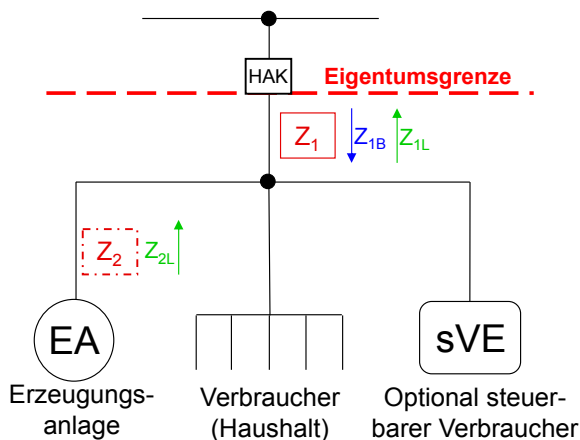 HAK
Eigentumsgrenze
Z1
Z1B
Z1L
Z2
Z2L
EA
sVE
Erzeugungs-
anlage
Verbraucher
(Haushalt)
Optional steuer-
barer Verbraucher